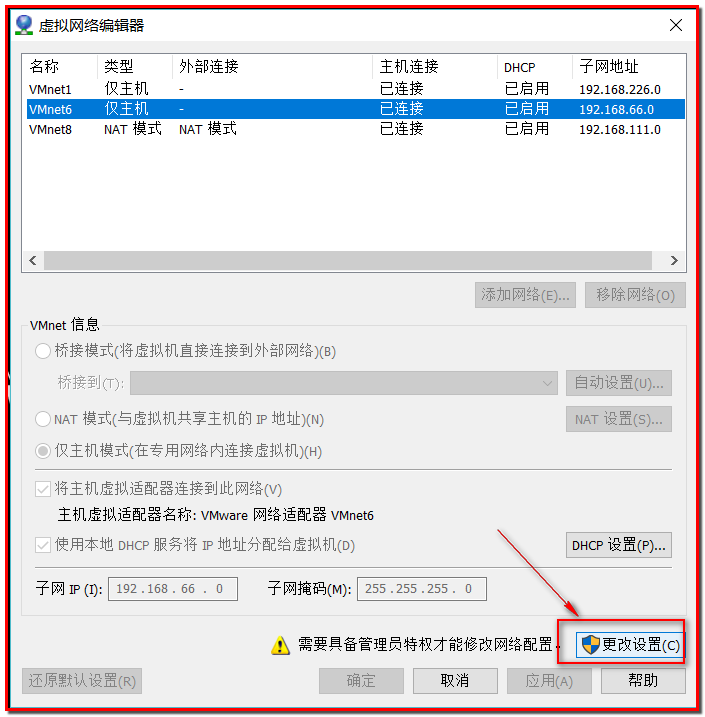 虚拟网络编辑器
名称 类型 外部连接 主机连接 DHCP 子网地址
VMnet1 仅主机 - 已连接 已启用 192.168.226.0
VMnet6 仅主机 - 已连接 已启用 192.168.66.0
VMnet8 NAT 模式 NAT 模式 已连接 已启用 192.168.111.0
添加网络(E)... 移除网络(O)
VMnet 信息
桥接模式(将虚拟机直接连接到外部网络)(B)
桥接到(T): 自动设置(U)...
NAT 模式(与虚拟机共享主机的 IP 地址)(N) NAT 设置(S)...
仅主机模式(在专用网络内连接虚拟机)(H)
将主机虚拟适配器连接到此网络(V)
主机虚拟适配器名称: VMware 网络适配器 VMnet6
使用本地 DHCP 服务将 IP 地址分配给虚拟机(D) DHCP 设置(P)...
子网 IP (I): 192 . 168 . 66 . 0 子网掩码(M): 255 . 255 . 255 . 0
需要具备管理员特权才能修改网络配置。 更改设置(C)
还原默认设置(R) 确定 取消 应用(A) 帮助